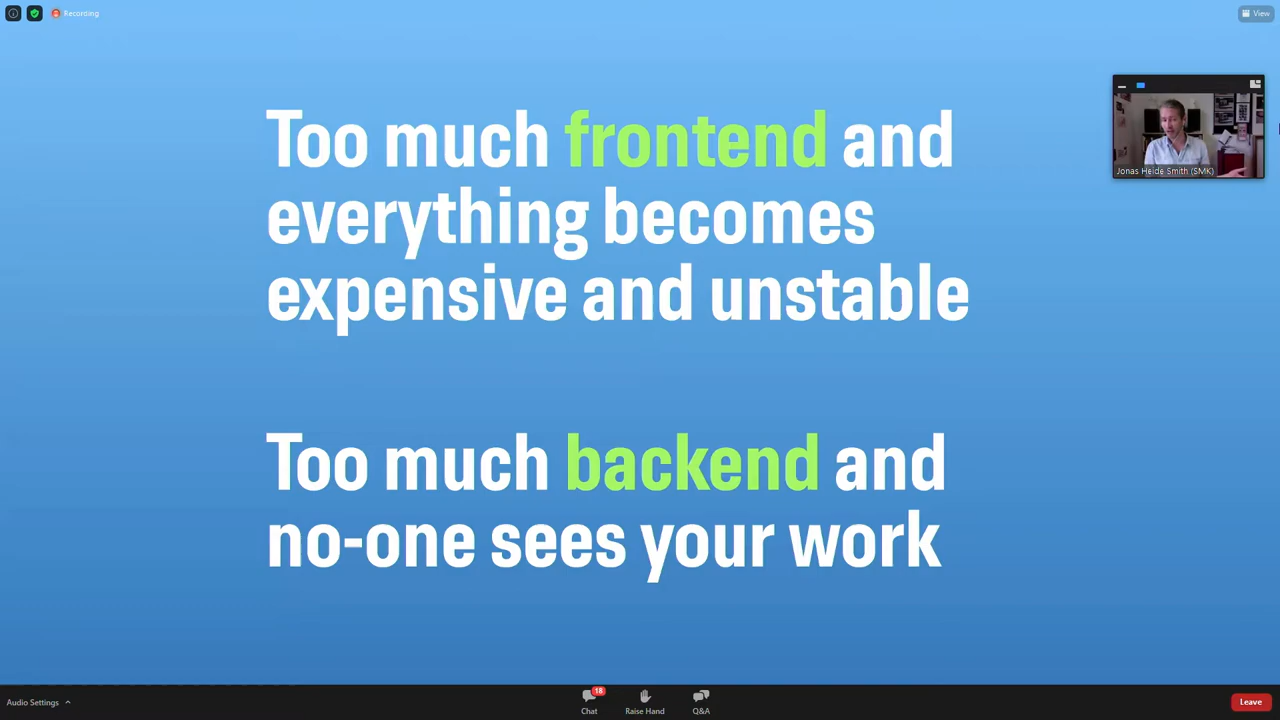 Recording
View
Too much frontend and
everything becomes
expensive and unstable
Jonas Heide Smith (SMK)
Too much backend and
no-one sees your work
Audio Settings
18
Chat
Raise Hand
Q&A
Leave